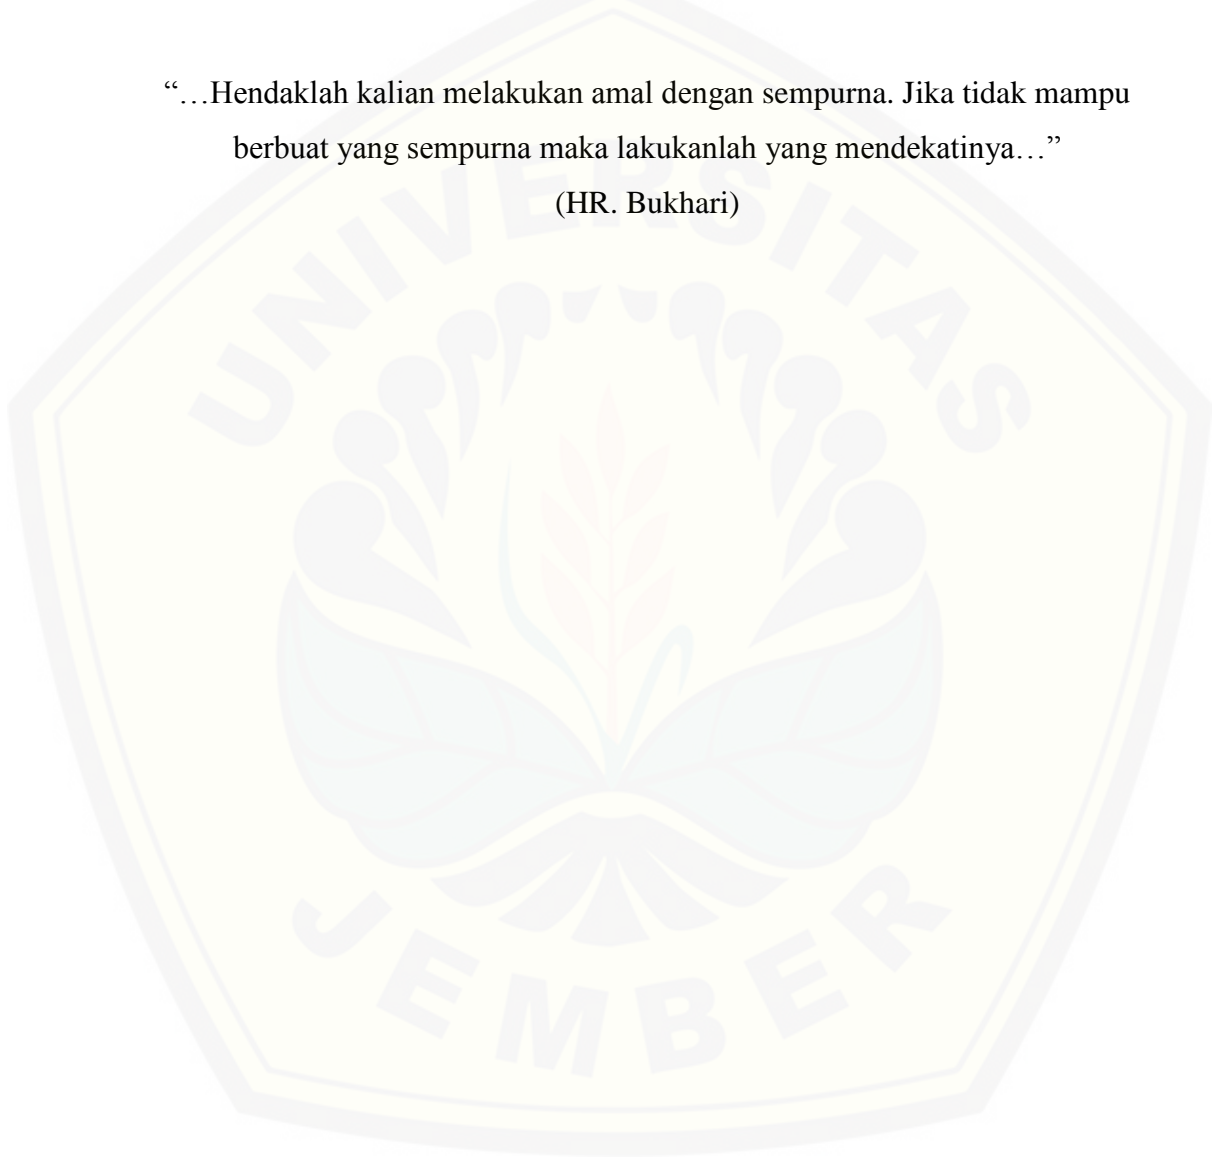 “…Hendaklah kalian melakukan amal dengan sempurna. Jika tidak mampu
berbuat yang sempurna maka lakukanlah yang mendekatinya…”
(HR. Bukhari)
UNIVERSITAS
JEMBER